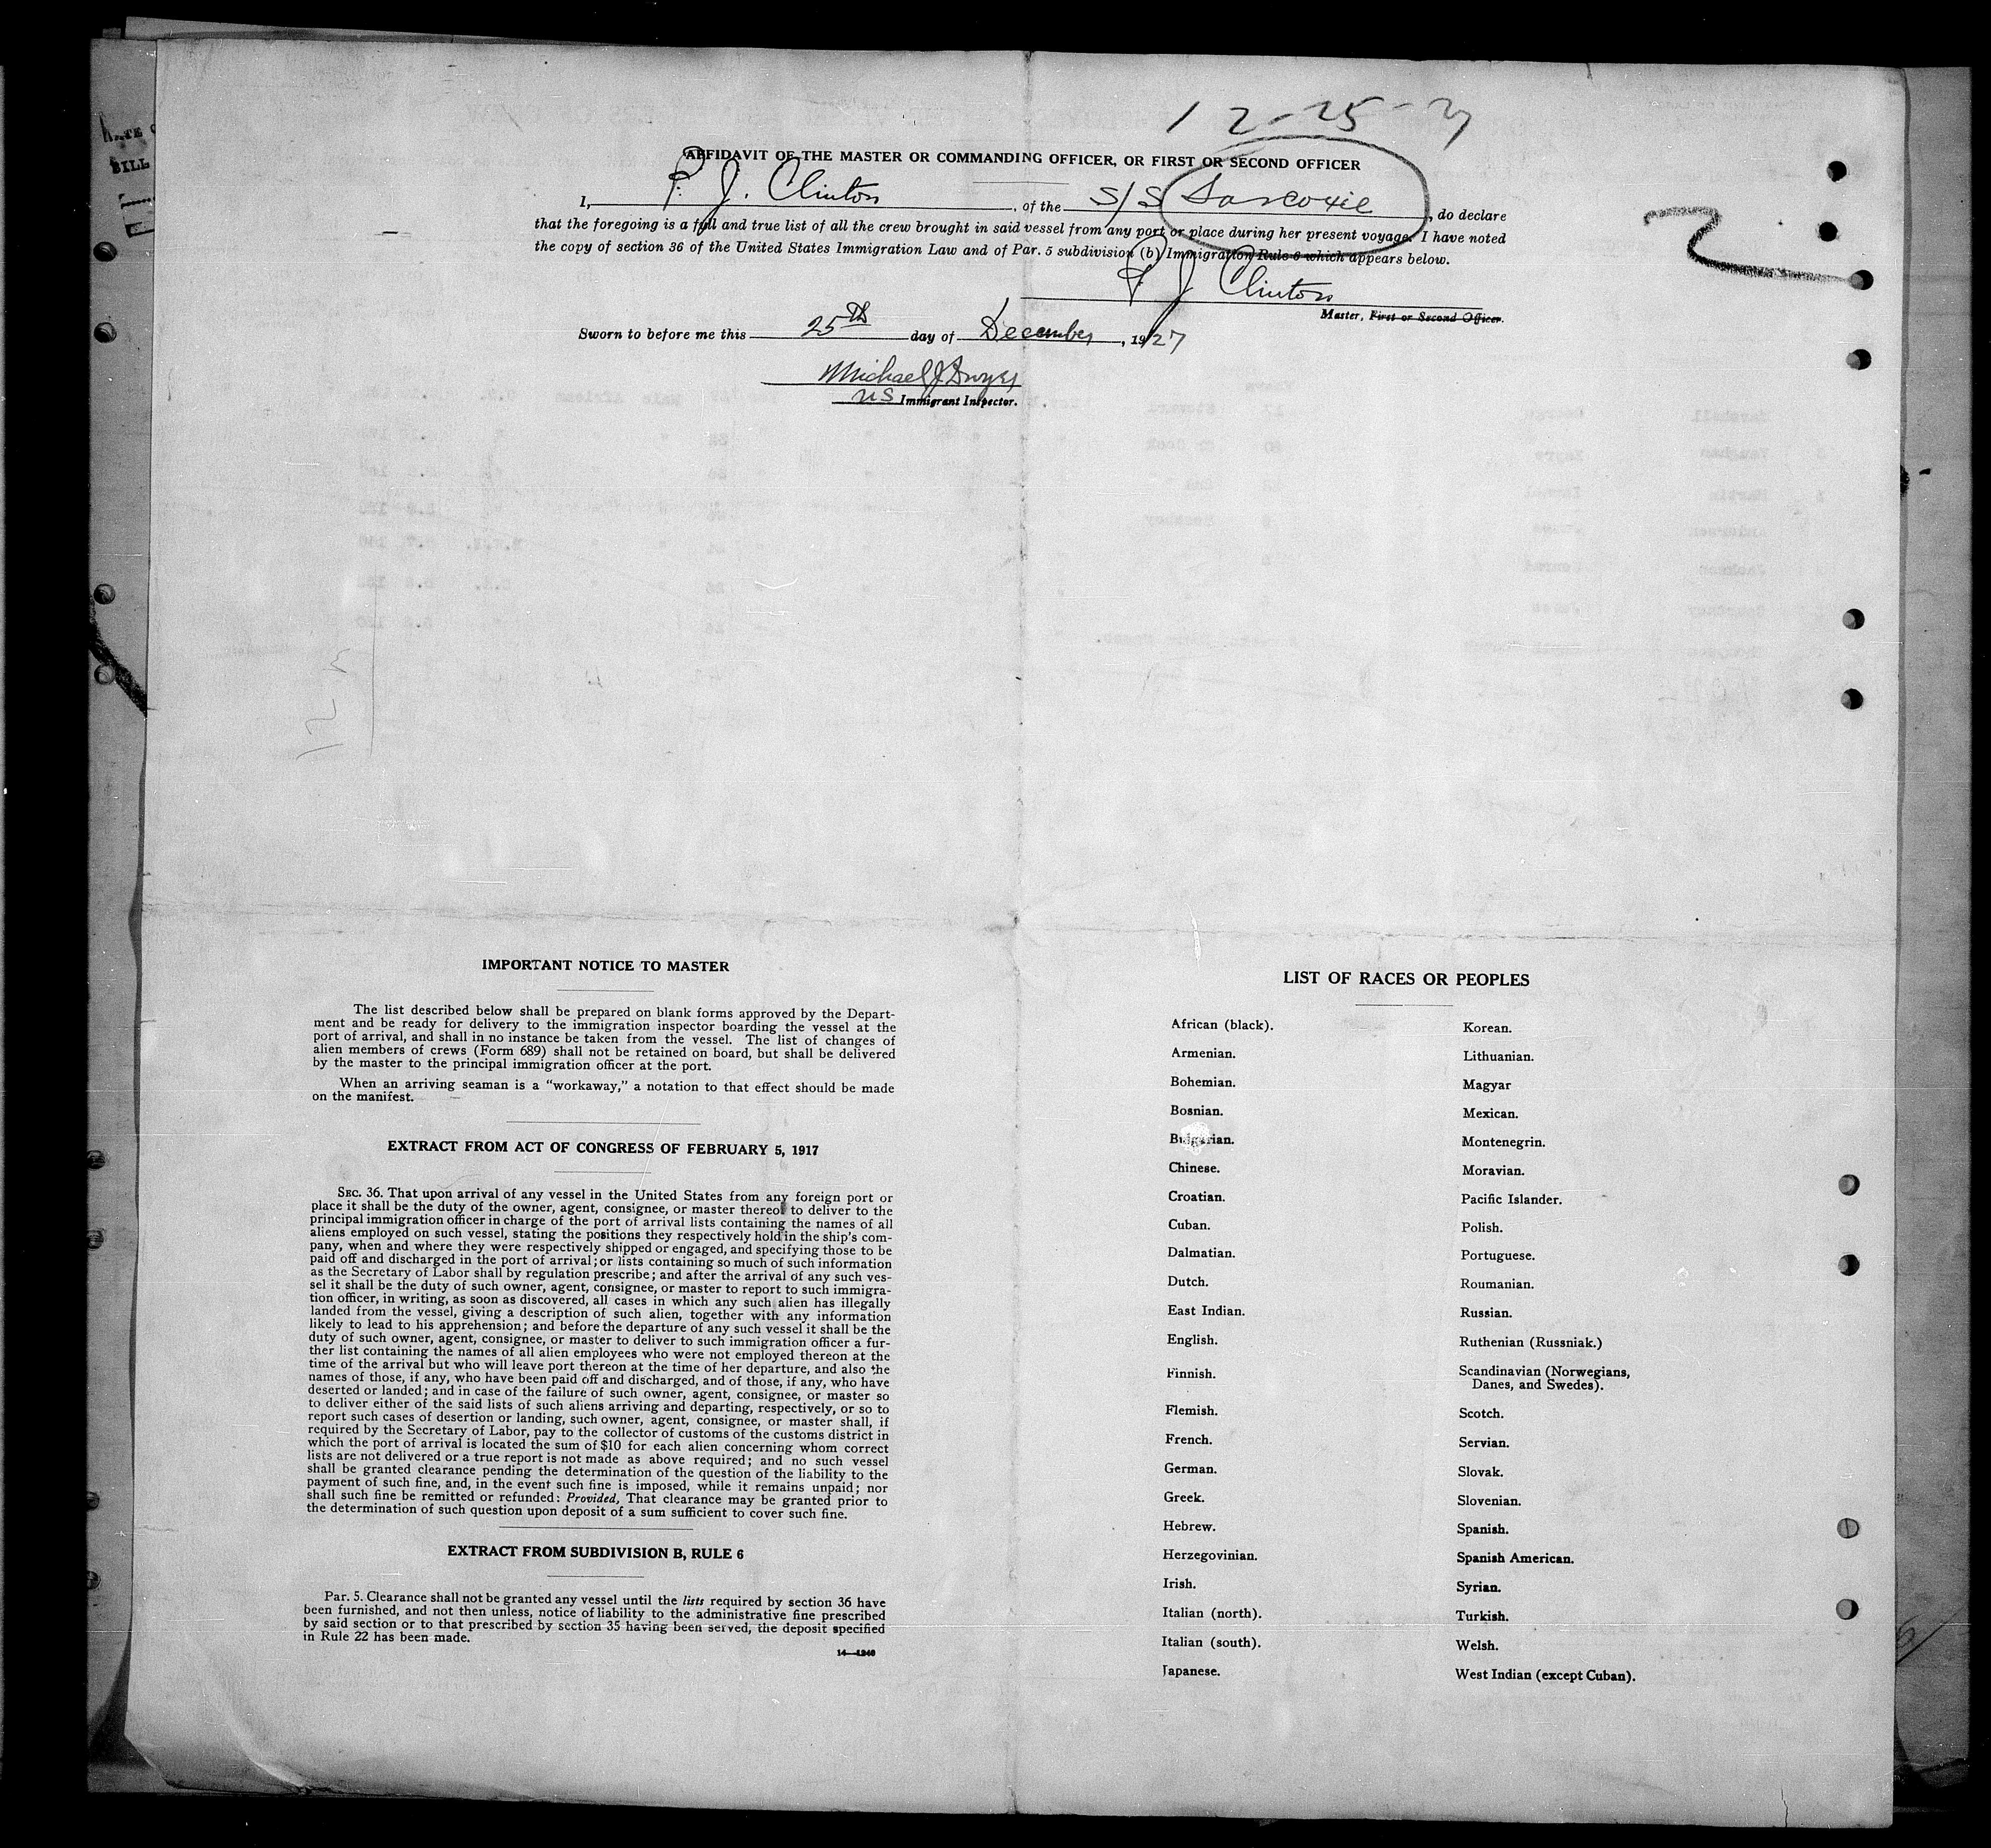 12-25-27
AFFIDAVIT OF THE MASTER OR COMMANDING OFFICER, OR FIRST OR SECOND OFFICER
I, P. J. Clinton, of the S/S Sarcoxie, do declare
that the foregoing is a full and true list of all the crew brought in said vessel from any port or place during her present voyage. I have noted
the copy of section 36 of the United States Immigration Law and of Par. 5 subdivision (b) Immigration Rule 6 which appears below.
P J Clinton
Master, First or Second Officer.
Sworn to before me this 25th day of December, 1927
Michael J Dwyer
US Immigrant Inspector.
2
IMPORTANT NOTICE TO MASTER
The list described below shall be prepared on blank forms approved by the Depart-
ment and be ready for delivery to the immigration inspector boarding the vessel at the
port of arrival, and shall in no instance be taken from the vessel. The list of changes of
alien members of crews (Form 689) shall not be retained on board, but shall be delivered
by the master to the principal immigration officer at the port.
When an arriving seaman is a "workaway," a notation to that effect should be made
on the manifest.
EXTRACT FROM ACT OF CONGRESS OF FEBRUARY 5, 1917
SEC. 36. That upon arrival of any vessel in the United States from any foreign port or
place it shall be the duty of the owner, agent, consignee, or master thereof to deliver to the
principal immigration officer in charge of the port of arrival lists containing the names of all
aliens employed on such vessel, stating the positions they respectively hold in the ship's com-
pany, when and where they were respectively shipped or engaged, and specifying those to be
paid off and discharged in the port of arrival; or lists containing so much of such information
as the Secretary of Labor shall by regulation prescribe; and after the arrival of any such ves-
sel it shall be the duty of such owner, agent, consignee, or master to report to such immigra-
tion officer, in writing, as soon as discovered, all cases in which any such alien has illegally
landed from the vessel, giving a description of such alien, together with any information
likely to lead to his apprehension; and before the departure of any such vessel it shall be the
duty of such owner, agent, consignee, or master to deliver to such immigration officer a fur-
ther list containing the names of all alien employees who were not employed thereon at the
time of the arrival but who will leave port thereon at the time of her departure, and also the
names of those, if any, who have been paid off and discharged, and of those, if any, who have
deserted or landed; and in case of the failure of such owner, agent, consignee, or master so
to deliver either of the said lists of such aliens arriving and departing, respectively, or so to
report such cases of desertion or landing, such owner, agent, consignee, or master shall, if
required by the Secretary of Labor, pay to the collector of customs of the customs district in
which the port of arrival is located the sum of $10 for each alien concerning whom correct
lists are not delivered or a true report is not made as above required; and no such vessel
shall be granted clearance pending the determination of the question of the liability to the
payment of such fine, and, in the event such fine is imposed, while it remains unpaid; nor
shall such fine be remitted or refunded: Provided, That clearance may be granted prior to
the determination of such question upon deposit of a sum sufficient to cover such fine.
EXTRACT FROM SUBDIVISION B, RULE 6
Par. 5. Clearance shall not be granted any vessel until the lists required by section 36 have
been furnished, and not then unless, notice of liability to the administrative fine prescribed
by said section or to that prescribed by section 35 having been served, the deposit specified
in Rule 22 has been made.
14—1240
LIST OF RACES OR PEOPLES
African (black).
Armenian.
Bohemian.
Bosnian.
Bulgarian.
Chinese.
Croatian.
Cuban.
Dalmatian.
Dutch.
East Indian.
English.
Finnish.
Flemish.
French.
German.
Greek.
Hebrew.
Herzegovinian.
Irish.
Italian (north).
Italian (south).
Japanese.
Korean.
Lithuanian.
Magyar
Mexican.
Montenegrin.
Moravian.
Pacific Islander.
Polish.
Portuguese.
Roumanian.
Russian.
Ruthenian (Russniak.)
Scandinavian (Norwegians,
Danes, and Swedes).
Scotch.
Servian.
Slovak.
Slovenian.
Spanish.
Spanish American.
Syrian.
Turkish.
Welsh.
West Indian (except Cuban).